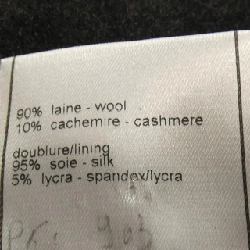 90% laine - wool
10% cachemire - cashmere
doublure/lining
95% soie - silk
5% lycra - spandex/lycra